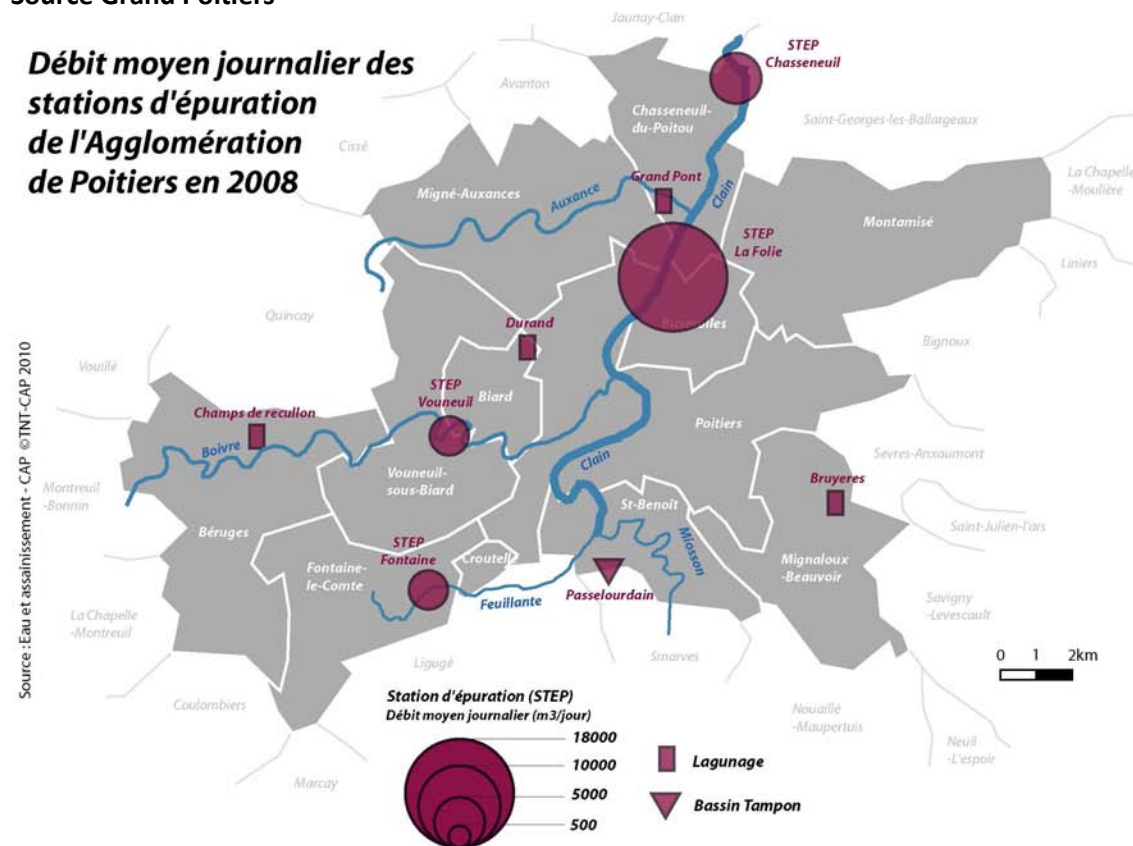 Source Grand Poitiers
Débit moyen journalier des
stations d'épuration
de l'Agglomération
de Poitiers en 2008
Jaunay-Clan
STEP
Chasseneuil
Avanton
Chasseneuil-
du-Poitou
Saint-Georges-les-Ballargeaux
Cissé
La Chapelle
-Moulière
Migné-Auxances
Auxance
Grand Pont
Clain
Montamisé
STEP
La Folie
Liniers
Quincay
Durand
Buxerolles
Bignoux
Vouillé
STEP
Vouneuil
Biard
Champs de recullon
Boivre
Poitiers
Clain
Sevres-Anxaumont
Vouneuil-
sous-Biard
Bruyeres
Montreuil
-Bonnin
St-Benoît
Saint-Julien-l'ars
Béruges
STEP
Fontaine
Croutelle
Miosson
Mignaloux
-Beauvoir
Fontaine-
le-Comte
Feuillante
Passelourdain
Savigny
-Levescault
La Chapelle
-Montreuil
Ligugé
Smarves
0 1 2km
Coulombiers
Nouaillé
-Maupertuis
Neuil
-L'espoir
Marcay
Station d'épuration (STEP)
Débit moyen journalier (m3/jour)
18000
10000
5000
500
Lagunage
Bassin Tampon
Source : Eau et assainissement - CAP ©TNT-CAP 2010